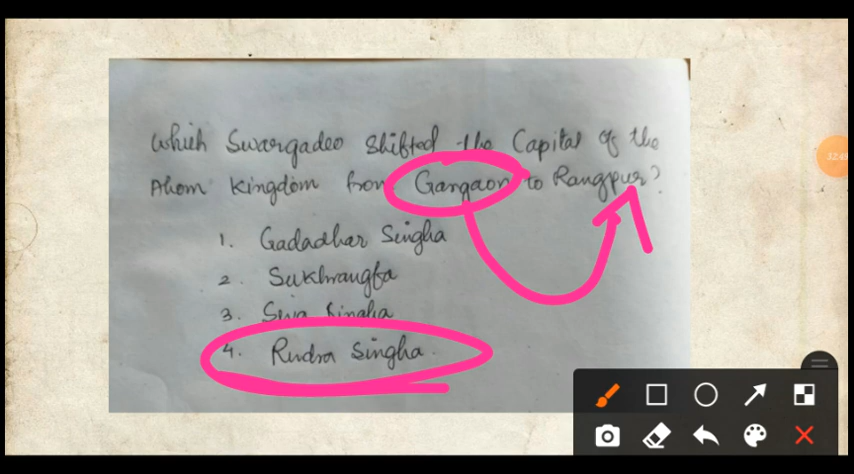 Which Swargadeo Shifted the Capital of the
Ahom Kingdom from Gargaon to Rangpur?
1. Gadadhar Singha
2. Sukhrangfa
3. Siva Singha
4. Rudra Singha.